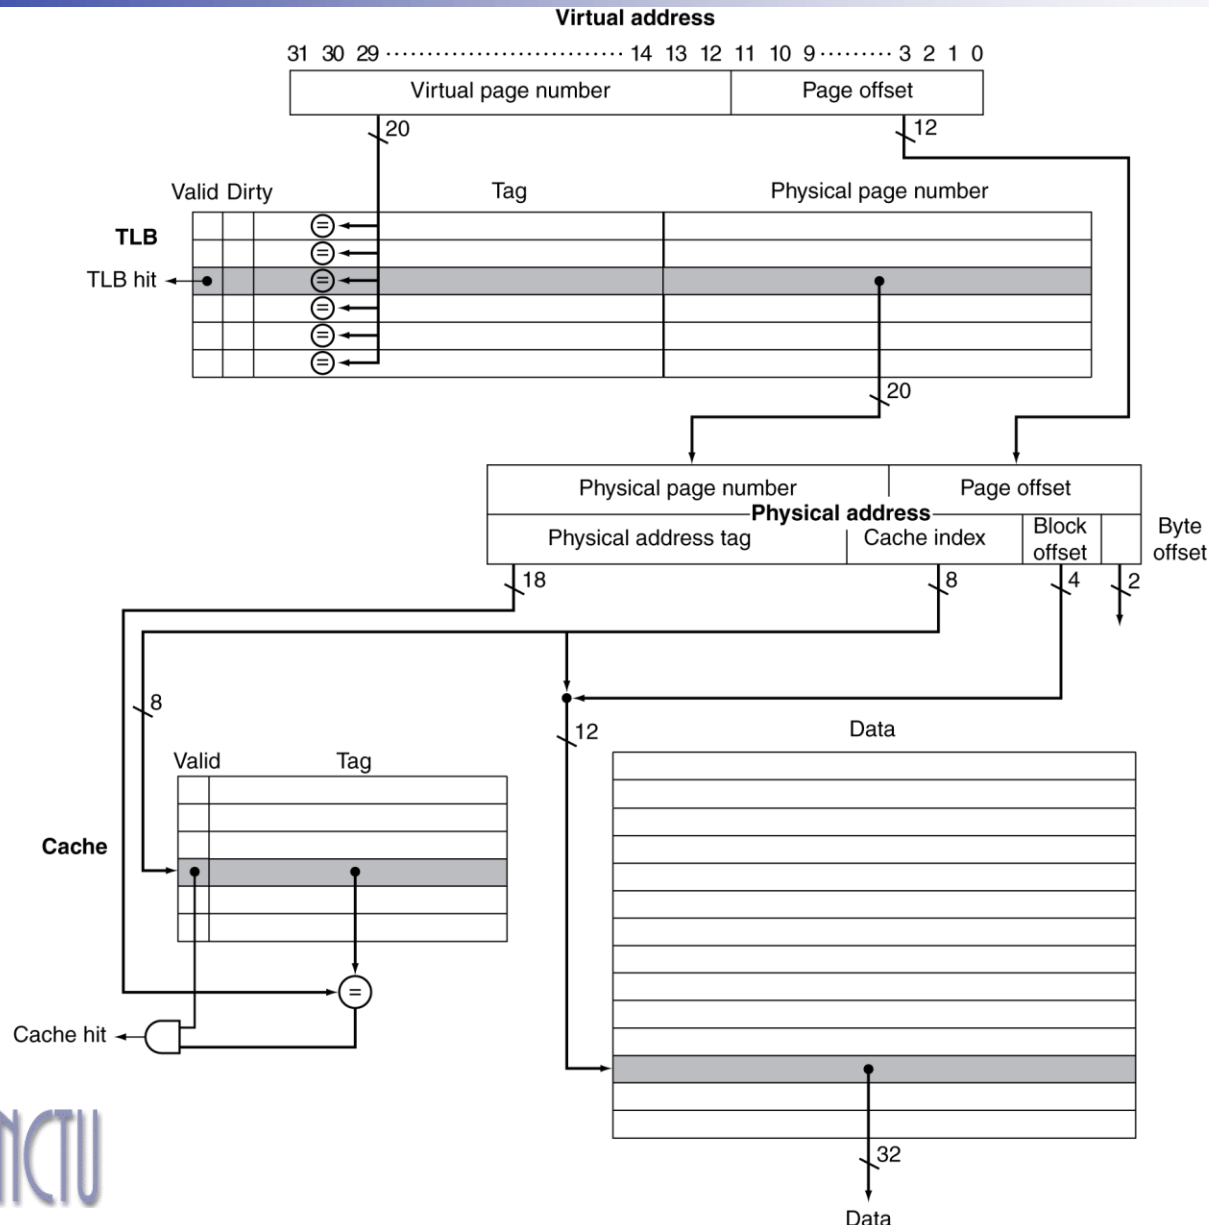 Virtual address
31 30 29 ............................. 14 13 12 11 10 9 ......... 3 2 1 0
Virtual page number Page offset
20 12
Valid Dirty Tag Physical page number
=
TLB =
TLB hit =
=
=
=
20
Physical page number Page offset
Physical address
Physical address tag Cache index Block offset Byte offset
18 8 4 2
8
12
Data
Valid Tag
Cache
=
Cache hit
32
Data
NCTU